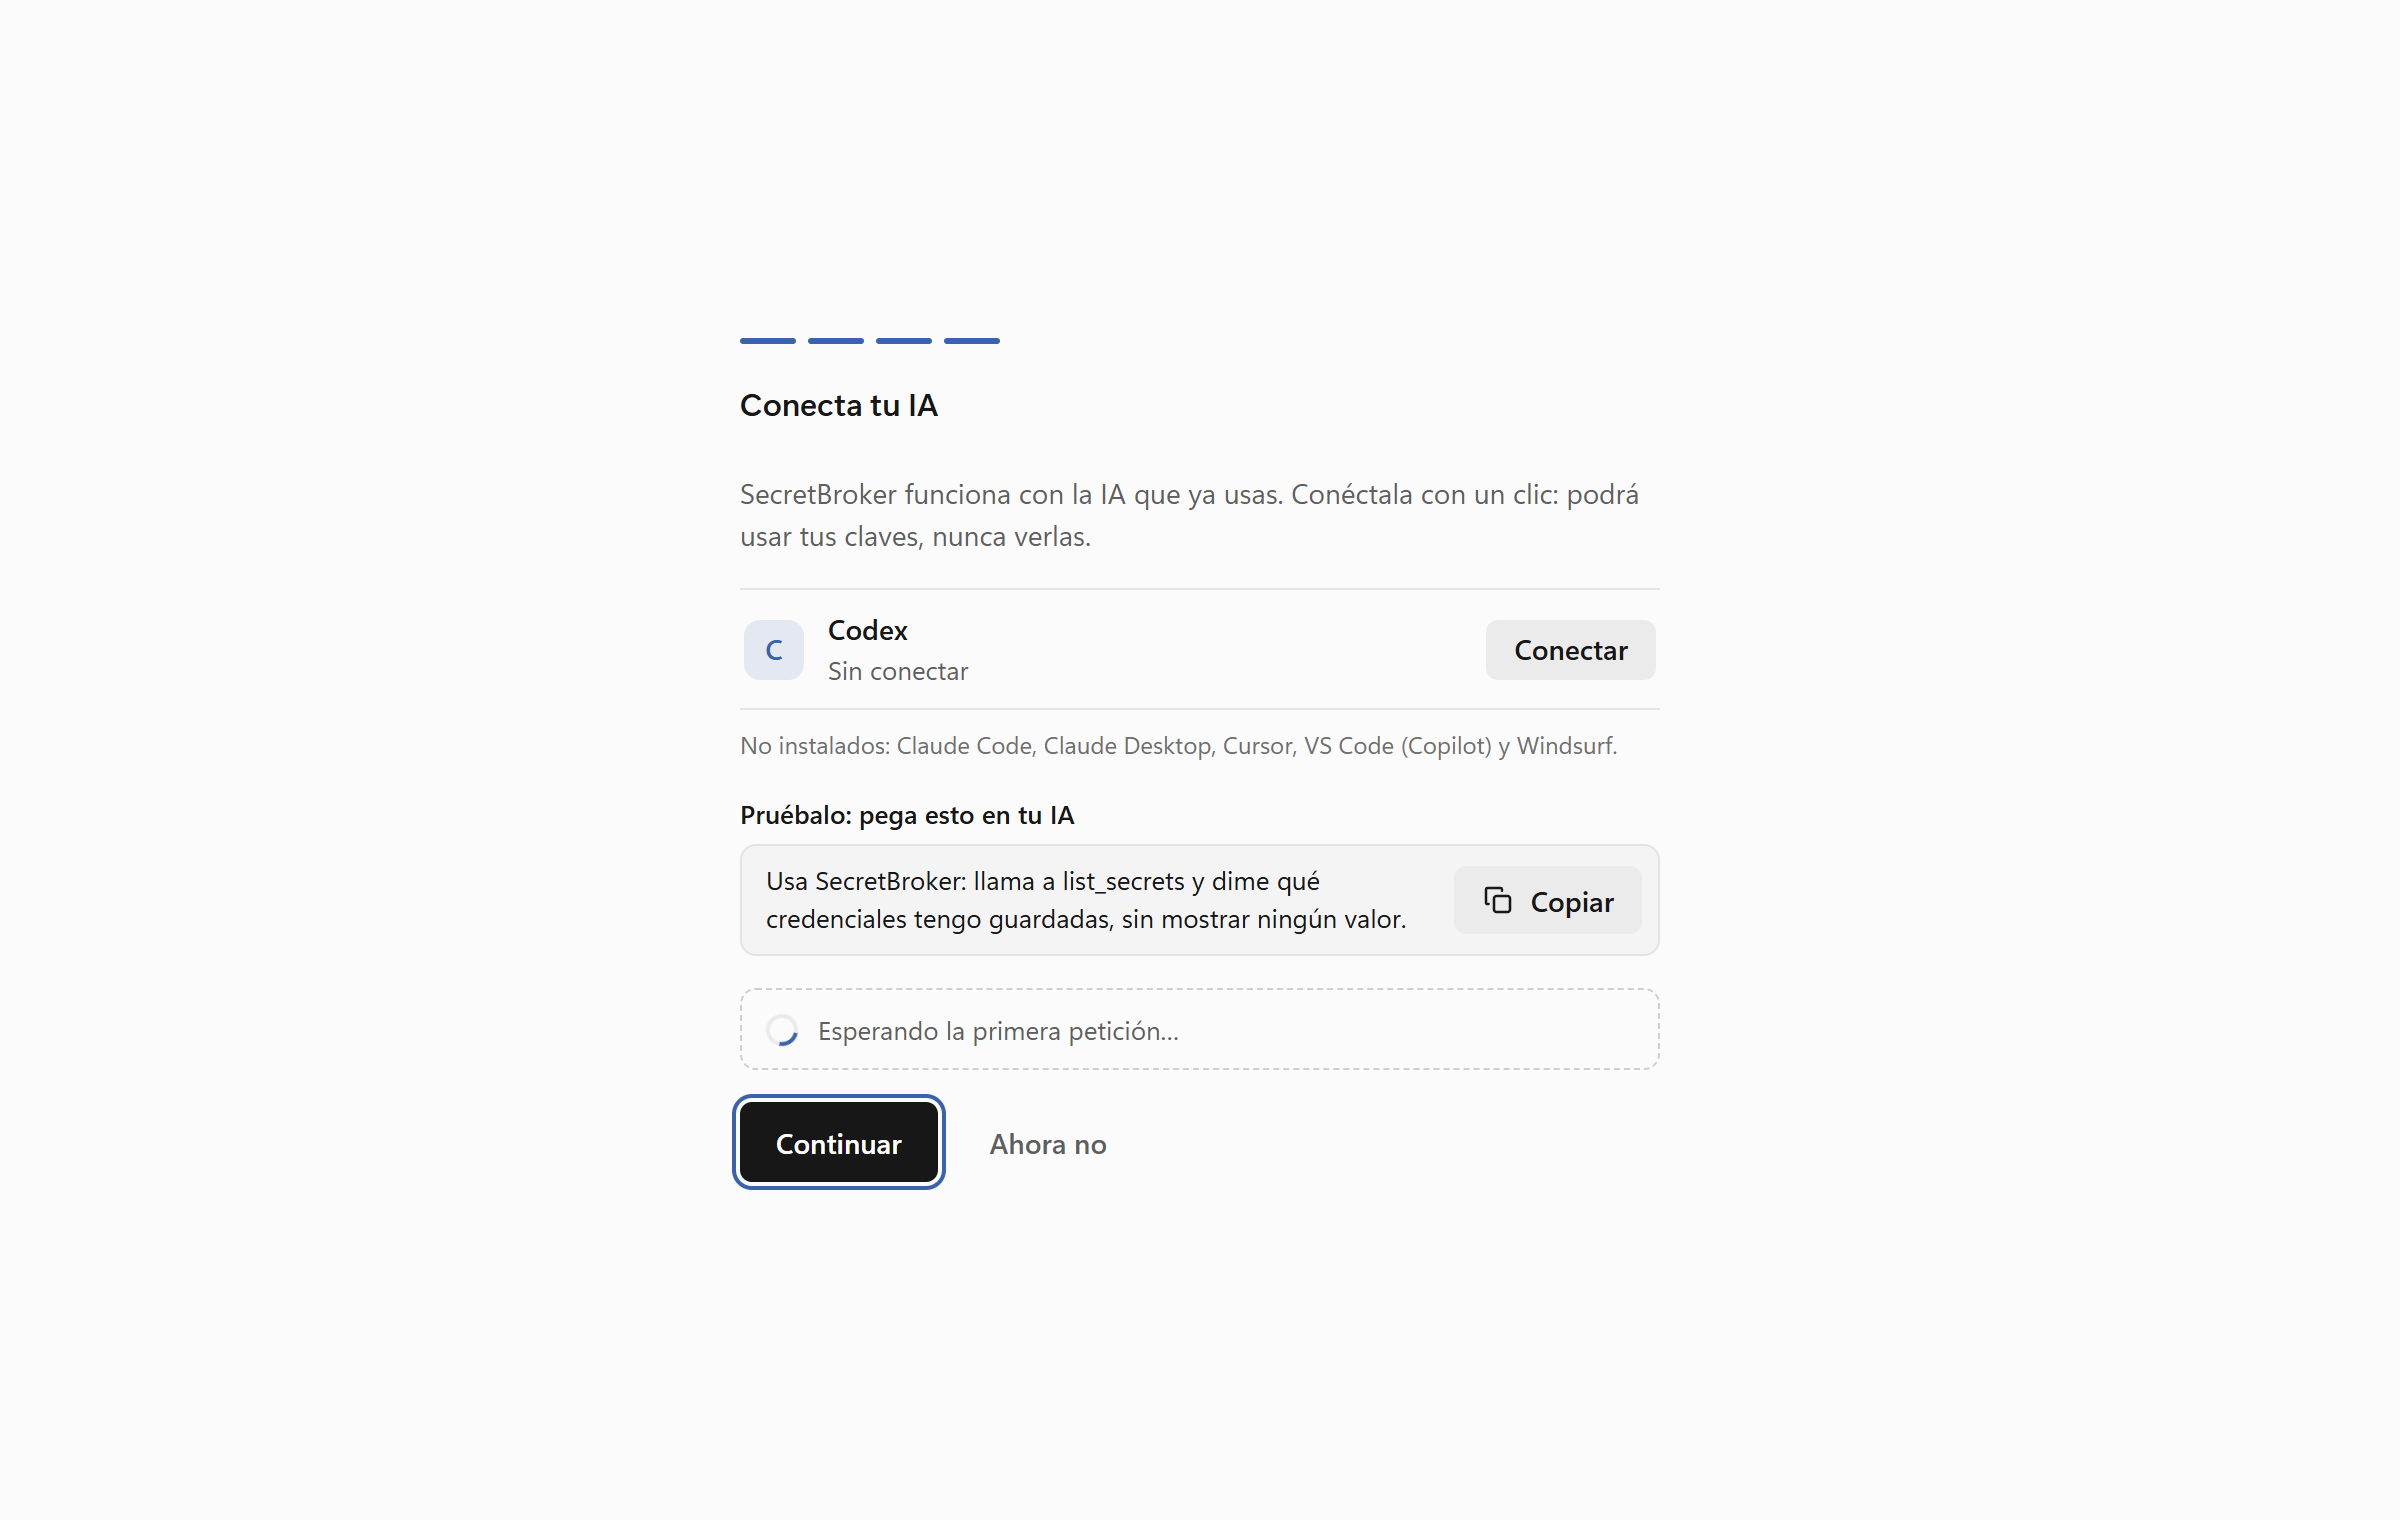 Conecta tu IA
SecretBroker funciona con la IA que ya usas. Conéctala con un clic: podrá
usar tus claves, nunca verlas.
C
Codex
Sin conectar
Conectar
No instalados: Claude Code, Claude Desktop, Cursor, VS Code (Copilot) y Windsurf.
Pruébalo: pega esto en tu IA
Usa SecretBroker: llama a list_secrets y dime qué
credenciales tengo guardadas, sin mostrar ningún valor.
Copiar
Esperando la primera petición...
Continuar
Ahora no